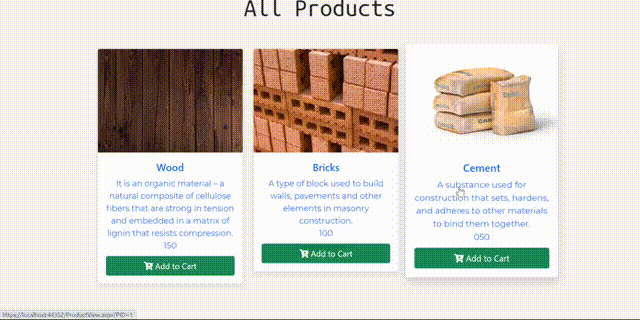 All Products
Wood
It is an organic material – a
natural composite of cellulose
fibers that are strong in tension
and embedded in a matrix of
lignin that resists compression.
150
Add to Cart
Bricks
A type of block used to build
walls, pavements and other
elements in masonry
construction.
100
Add to Cart
Cement
A substance used for
construction that sets, hardens,
and adheres to other materials
to bind them together.
050
Add to Cart
https://localhost:44352/ProductView.aspx?PID=1